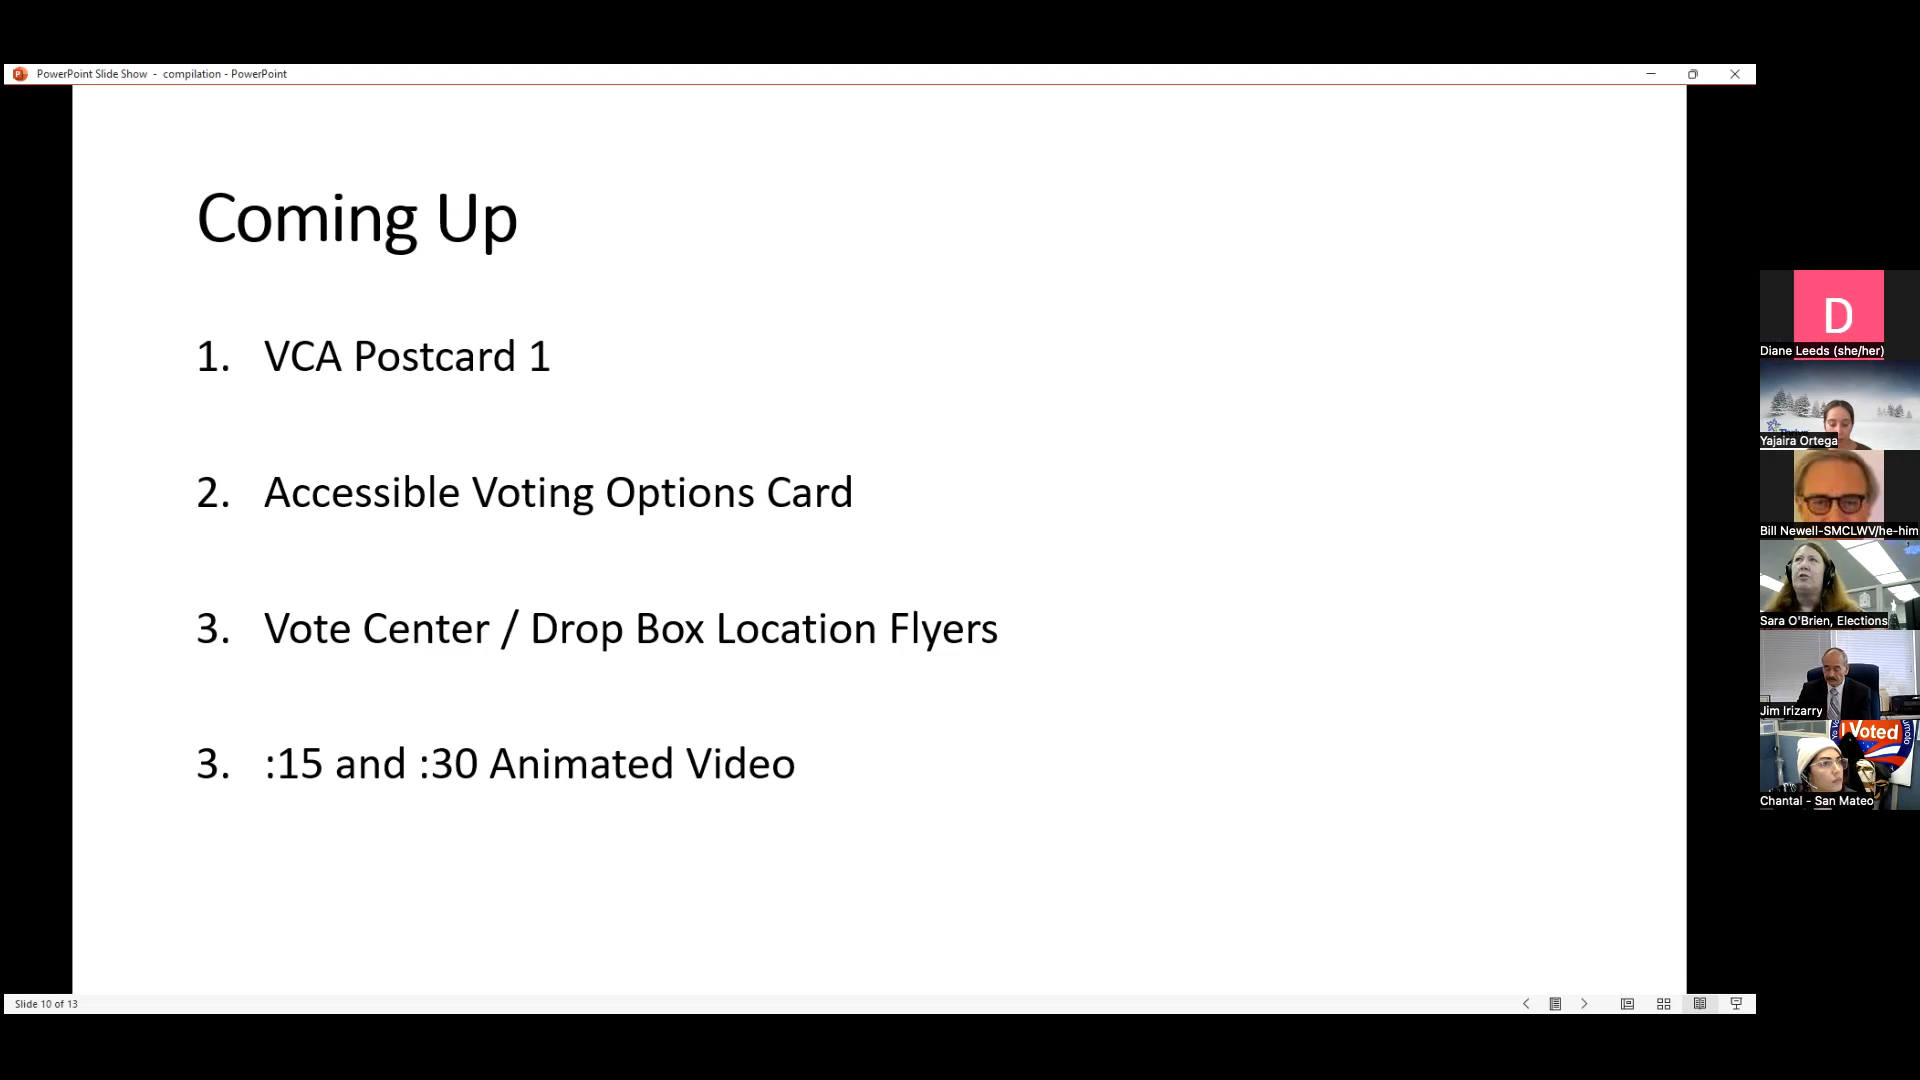 PowerPoint Slide Show - compilation - PowerPoint
Coming Up
1. VCA Postcard 1
2. Accessible Voting Options Card
3. Vote Center / Drop Box Location Flyers
3. :15 and :30 Animated Video
Slide 10 of 13
D
Diane Leeds (she/her)
Yajaira Ortega
Bill Newell-SMCLWV/he-him
Sara O'Brien, Elections
Jim Irizarry
I Voted
Chantal - San Mateo